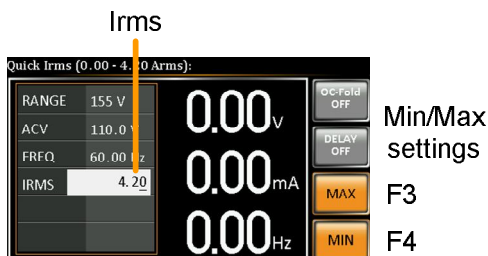 Irms
Quick Irms (0.00 - 4.20 Arms):
RANGE 155 V
ACV 110.0 V
FREQ 60.00 Hz
IRMS 4.20
0.00V
0.00mA
0.00Hz
OC-Fold
OFF
DELAY
OFF
MAX
MIN
Min/Max
settings
F3
F4